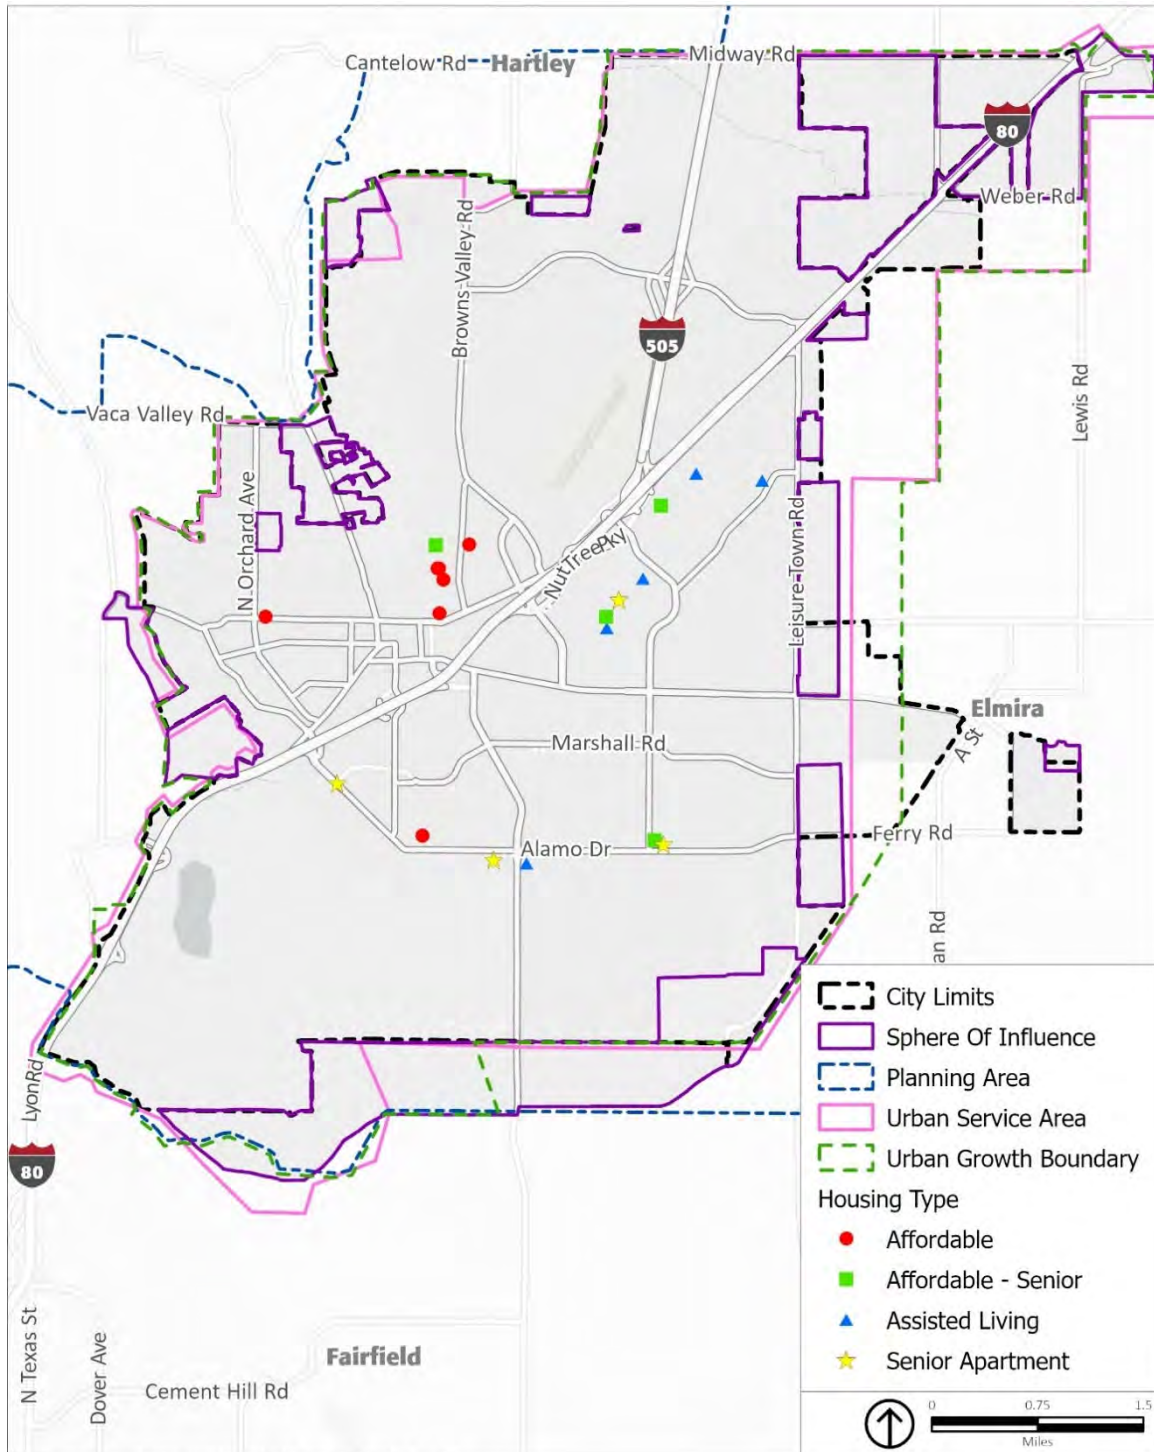 Cantelow Rd
Hartley
Midway Rd
80
Weber Rd
Browns Valley Rd
505
Lewis Rd
Vaca Valley Rd
N Orchard Ave
Leisure Town Rd
Nut Tree Pky
Elmira
A St
Marshall Rd
Ferry Rd
Alamo Dr
an Rd
Lyon Rd
80
N Texas St
Dover Ave
Fairfield
Cement Hill Rd
City Limits
Sphere Of Influence
Planning Area
Urban Service Area
Urban Growth Boundary
Housing Type
Affordable
Affordable - Senior
Assisted Living
Senior Apartment
0 0.75 1.5
Miles